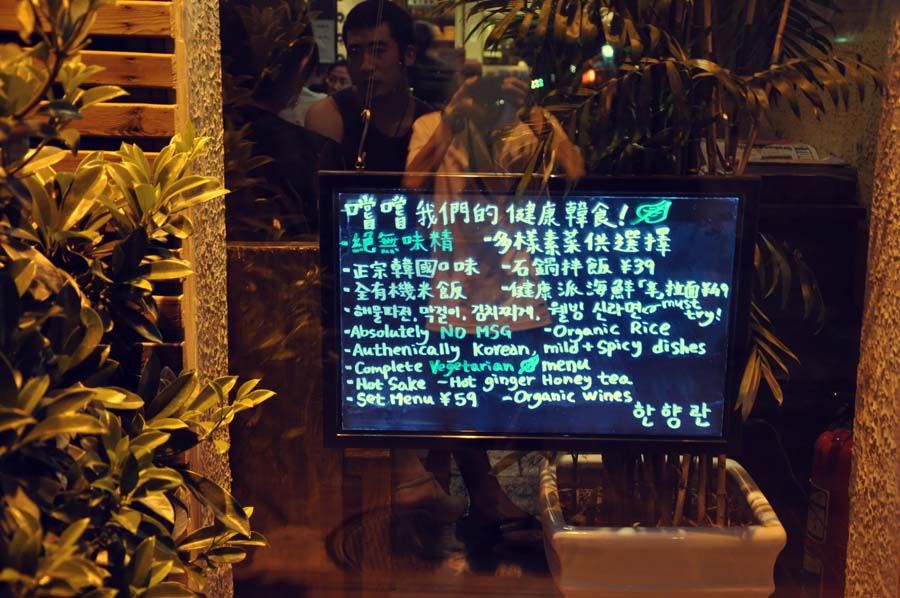 嚐嚐 我們的健康韓食!
-絕無味精 -多樣素菜供選擇
-正宗韓國口味 -石鍋拌飯 ¥39
-全有機米飯 -健康派海鮮「辛」拉面¥49
-해물파전, 막걸이, 김치찌개, 웰빙 신라면 must try!
-Absolutely NO MSG -Organic Rice
-Authenically Korean, mild + Spicy dishes
-Complete Vegetarian menu
-Hot Sake -Hot ginger Honey tea
-Set Menu ¥59 -Organic wines
한향란